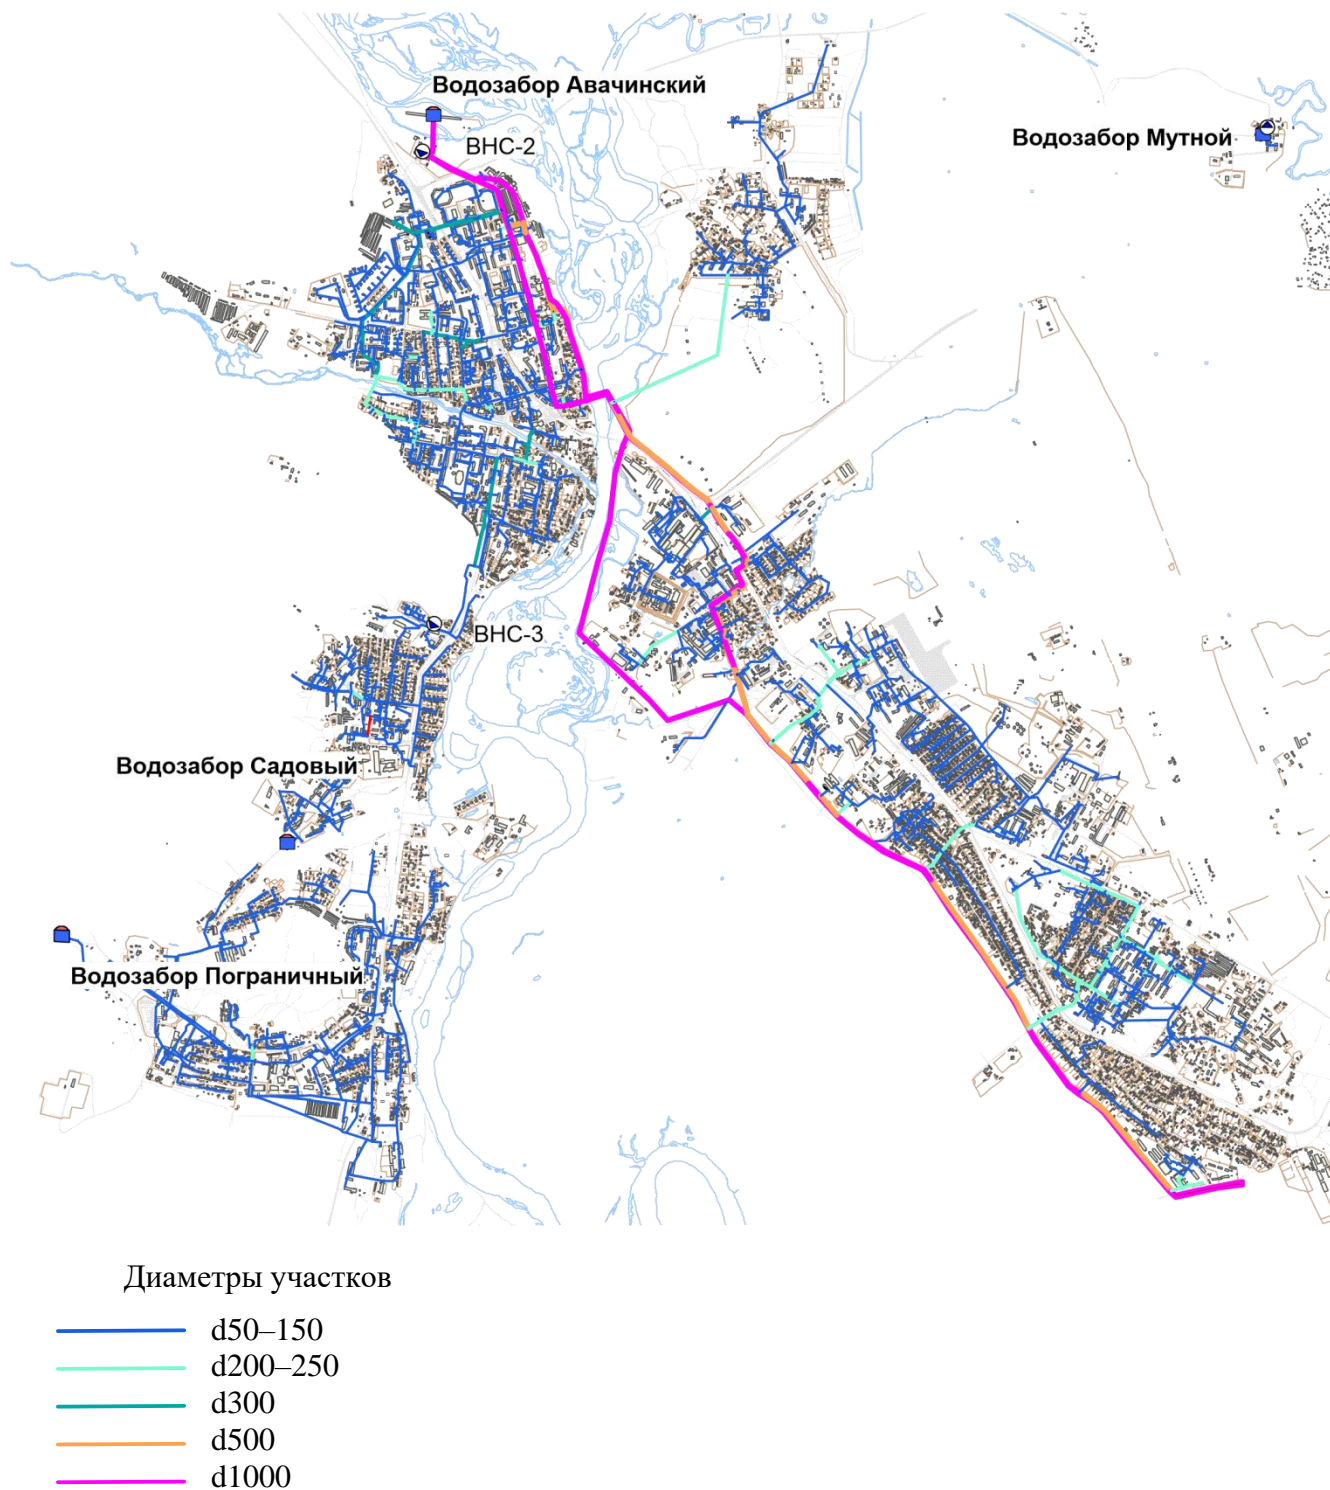 Водозабор Авачинский
ВНС-2
Водозабор Мутной
ВНС-3
Водозабор Садовый
Водозабор Пограничный
Диаметры участков
d50–150
d200–250
d300
d500
d1000